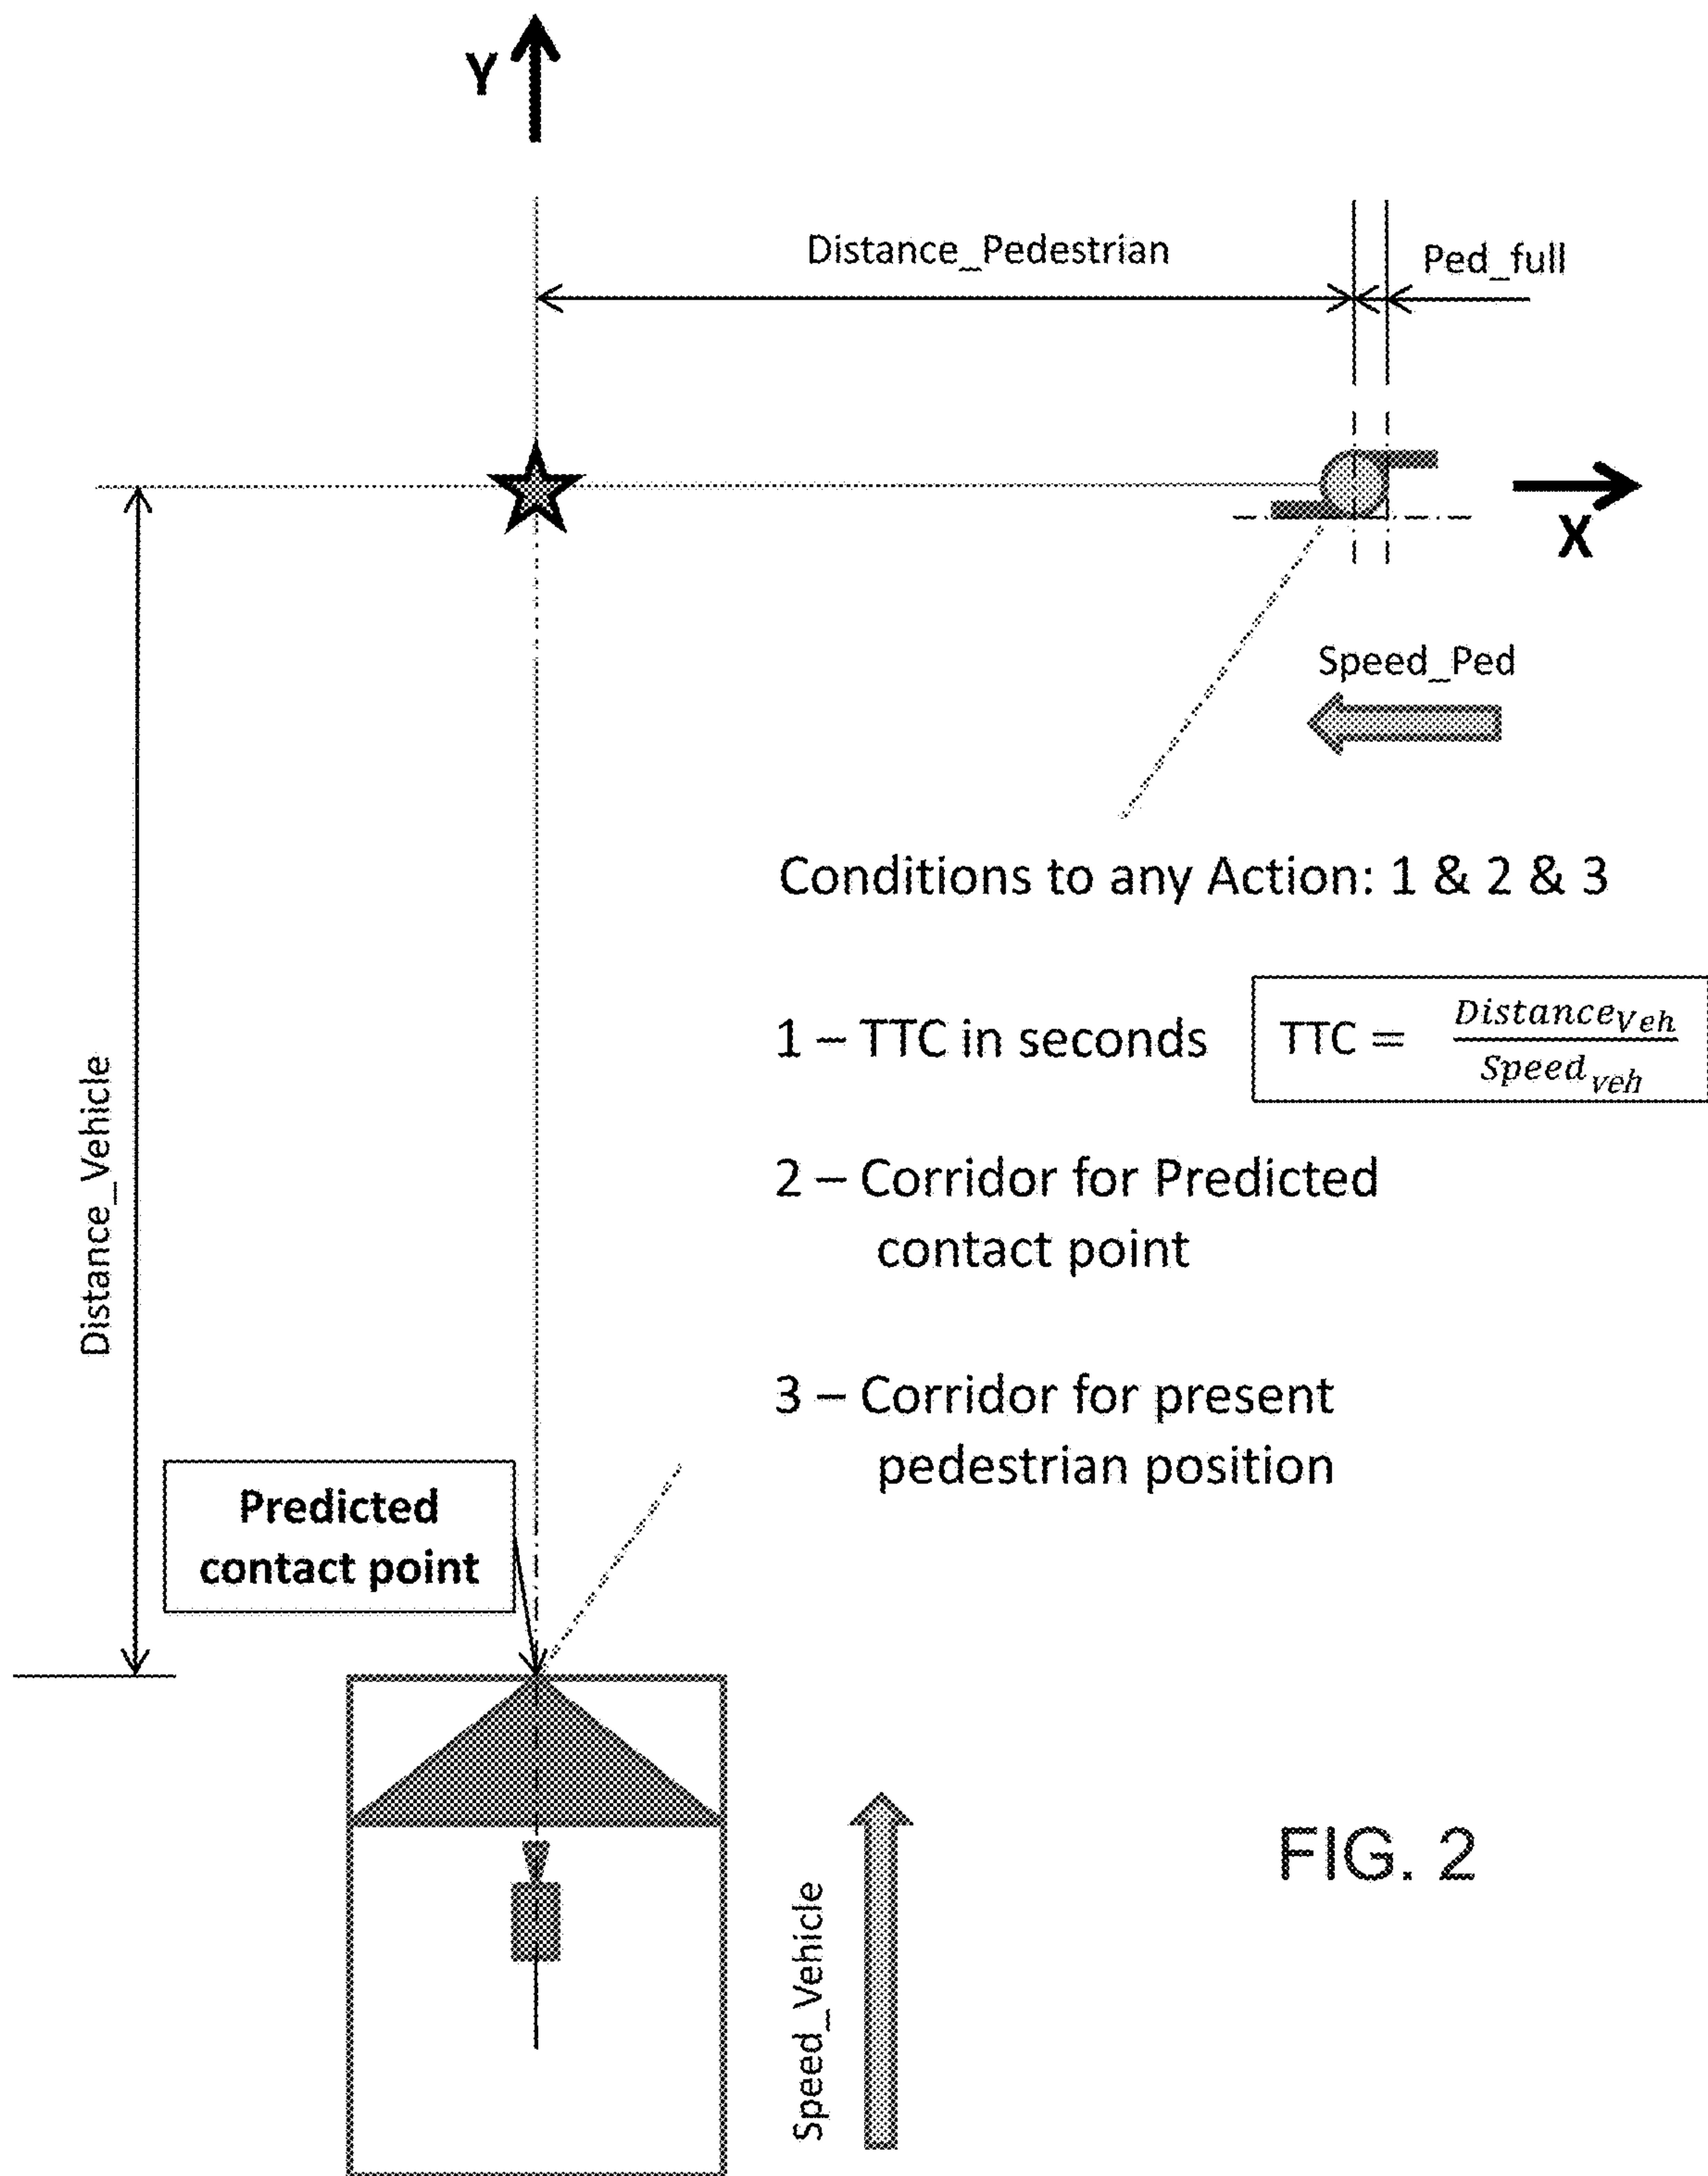 Y
Distance_Pedestrian
Ped_full
X
Speed_Ped
Conditions to any Action: 1 & 2 & 3
1 – TTC in seconds
TTC = Distance_Veh / Speed_veh
2 – Corridor for Predicted
contact point
3 – Corridor for present
pedestrian position
Distance_Vehicle
Predicted
contact point
Speed_Vehicle
FIG. 2